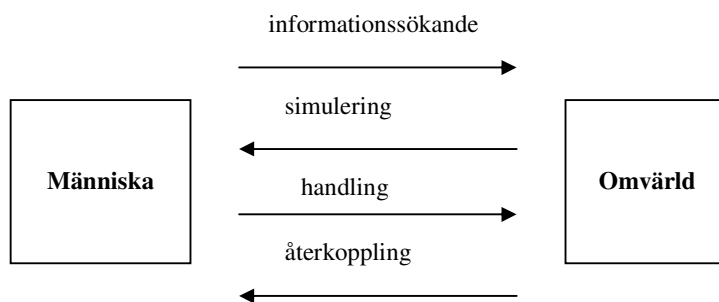 informationssökande
simulering
Människa
handling
Omvärld
återkoppling